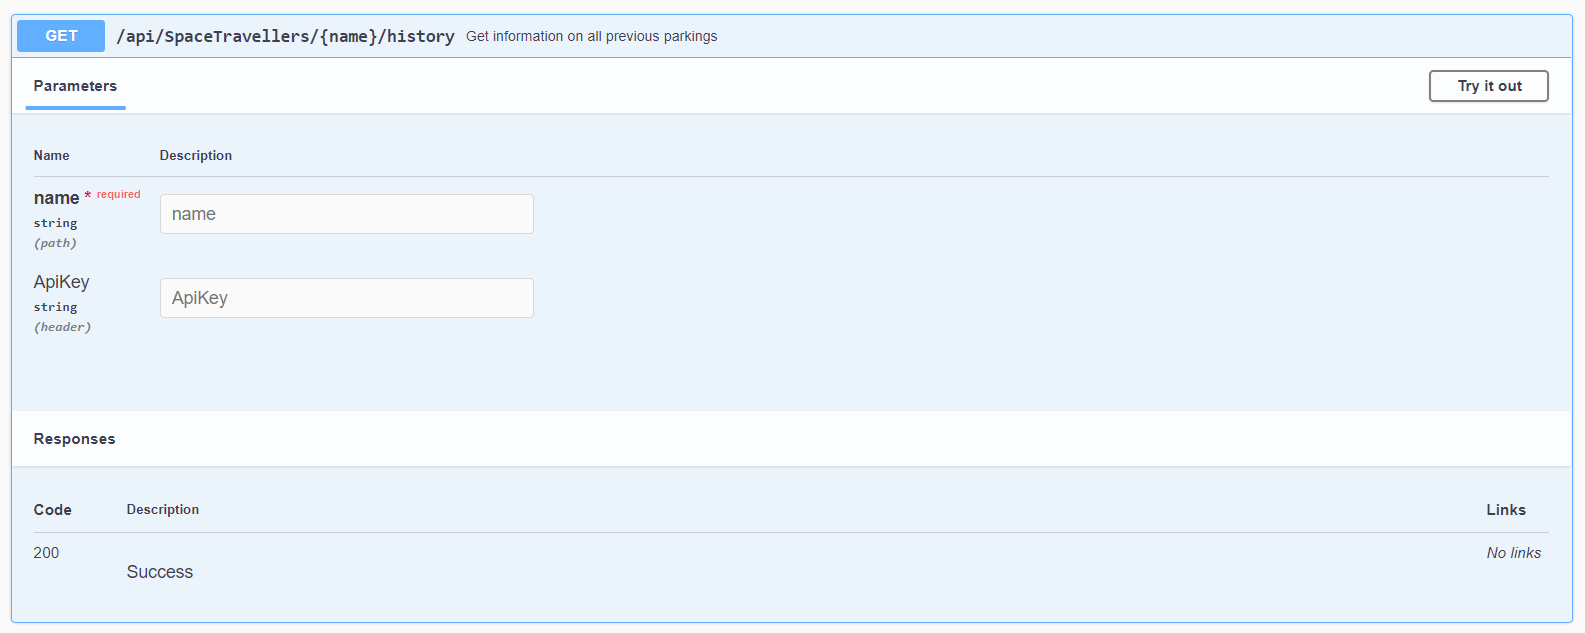 GET /api/SpaceTravellers/{name}/history Get information on all previous parkings
Parameters Try it out
Name Description
name * required name
string
(path)
ApiKey ApiKey
string
(header)
Responses
Code Description Links
200 No links
Success